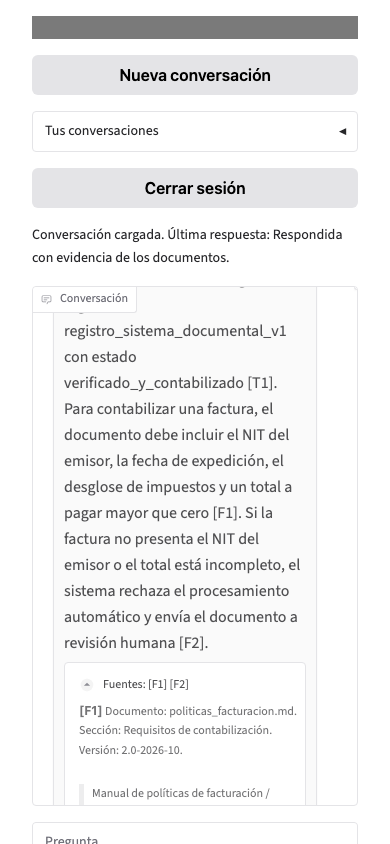 Nueva conversación
Tus conversaciones
Cerrar sesión
Conversación cargada. Última respuesta: Respondida
con evidencia de los documentos.
Conversación
registro_sistema_documental_v1
con estado
verificado_y_contabilizado [T1].
Para contabilizar una factura, el
documento debe incluir el NIT del
emisor, la fecha de expedición, el
desglose de impuestos y un total a
pagar mayor que cero [F1]. Si la
factura no presenta el NIT del
emisor o el total está incompleto, el
sistema rechaza el procesamiento
automático y envía el documento a
revisión humana [F2].
Fuentes: [F1] [F2]
[F1] Documento: politicas_facturacion.md.
Sección: Requisitos de contabilización.
Versión: 2.0-2026-10.
Manual de políticas de facturación /
Pregunta